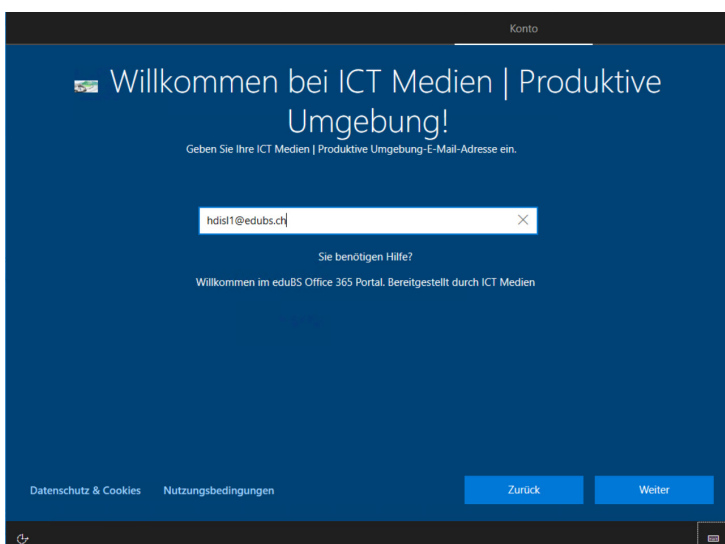 Konto
Willkommen bei ICT Medien | Produktive
Umgebung!
Geben Sie Ihre ICT Medien | Produktive Umgebung-E-Mail-Adresse ein.
hdisl1@edubs.ch
Sie benötigen Hilfe?
Willkommen im eduBS Office 365 Portal. Bereitgestellt durch ICT Medien
Datenschutz & Cookies Nutzungsbedingungen Zurück Weiter